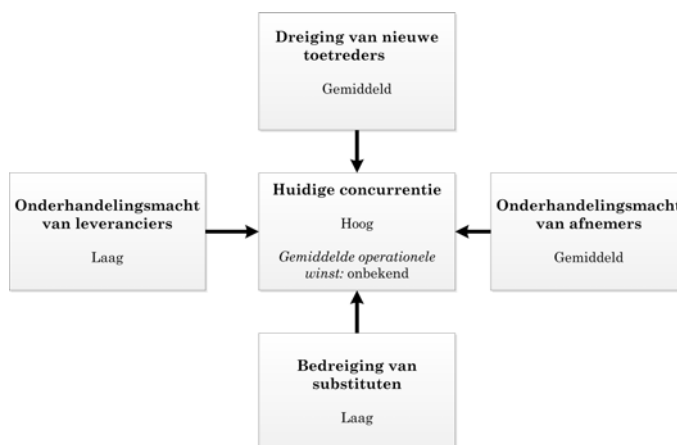 Dreiging van nieuwe
toetreders
Gemiddeld
Onderhandelingsmacht
van leveranciers
Laag
Huidige concurrentie
Hoog
Gemiddelde operationele
winst: onbekend
Onderhandelingsmacht
van afnemers
Gemiddeld
Bedreiging van
substituten
Laag